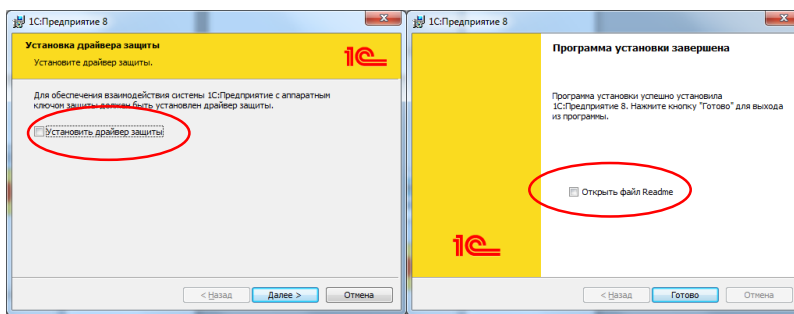 1С:Предприятие 8
Установка драйвера защиты
Установите драйвер защиты.
1С
Для обеспечения взаимодействия системы 1С:Предприятие с аппаратным
ключом защиты должен быть установлен драйвер защиты.
Установить драйвер защиты
< Назад
Далее >
Отмена
1С:Предприятие 8
Программа установки завершена
Программа установки успешно установила
1С:Предприятие 8. Нажмите кнопку "Готово" для выхода
из программы.
Открыть файл Readme
1С
< Назад
Готово
Отмена